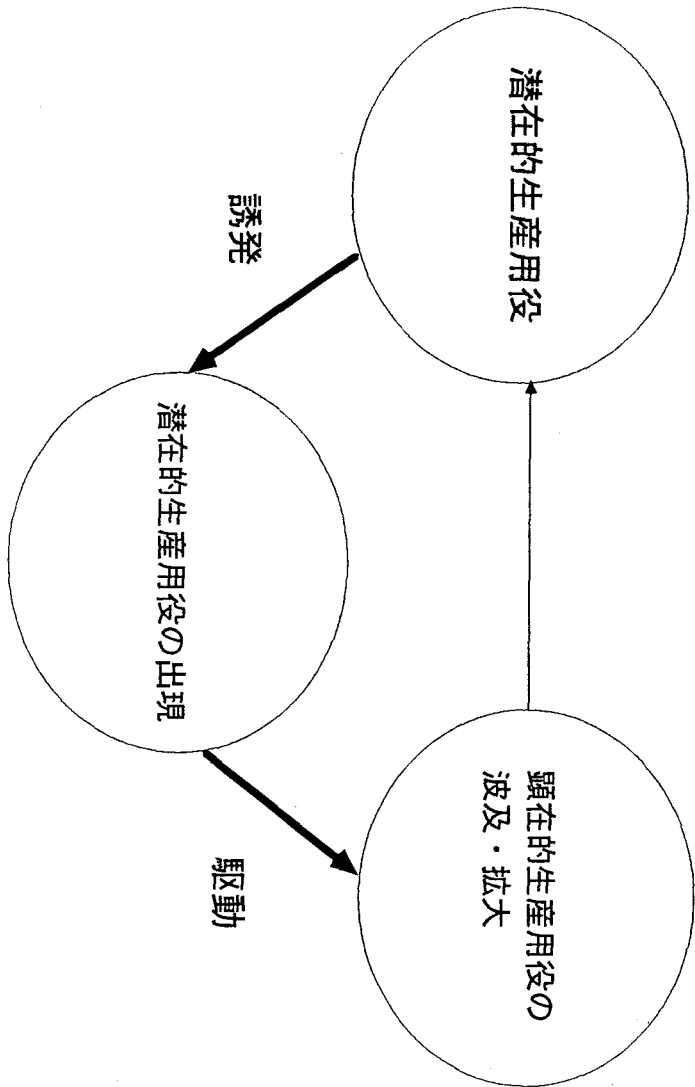 潜在的生産用役
誘発
潜在的生産用役の出現
駆動
顕在的生産用役の
波及・拡大